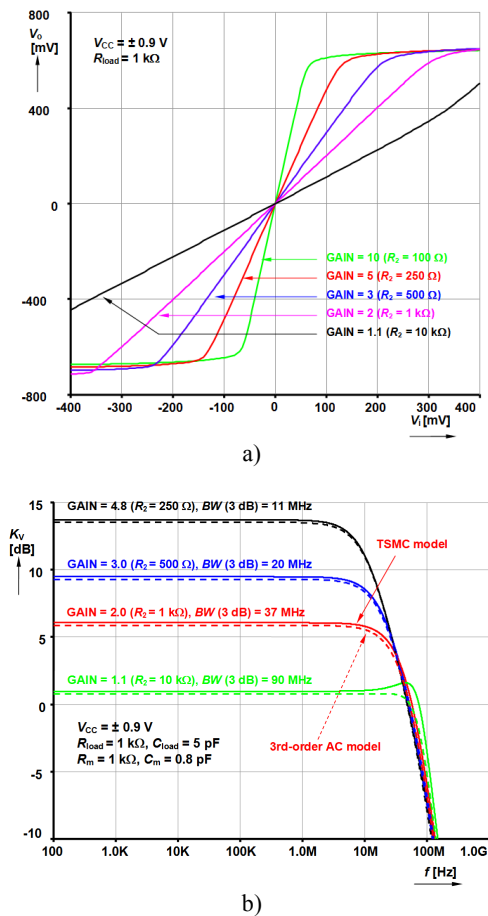 800
Vo
[mV]
VCC = ± 0.9 V
Rload = 1 kΩ
400
0
GAIN = 10 (R2 = 100 Ω)
GAIN = 5 (R2 = 250 Ω)
GAIN = 3 (R2 = 500 Ω)
-400
GAIN = 2 (R2 = 1 kΩ)
GAIN = 1.1 (R2 = 10 kΩ)
-800
-400 -300 -200 -100 0 100 200 300 400
Vi [mV]
a)
15
GAIN = 4.8 (R2 = 250 Ω), BW (3 dB) = 11 MHz
KV
[dB]
TSMC model
10
GAIN = 3.0 (R2 = 500 Ω), BW (3 dB) = 20 MHz
GAIN = 2.0 (R2 = 1 kΩ), BW (3 dB) = 37 MHz
5
GAIN = 1.1 (R2 = 10 kΩ), BW (3 dB) = 90 MHz
0
VCC = ± 0.9 V
3rd-order AC model
Rload = 1 kΩ, Cload = 5 pF
Rm = 1 kΩ, Cm = 0.8 pF
-5
-10
100 1.0K 10K 100K 1.0M 10M 100M 1.0G
f [Hz]
b)